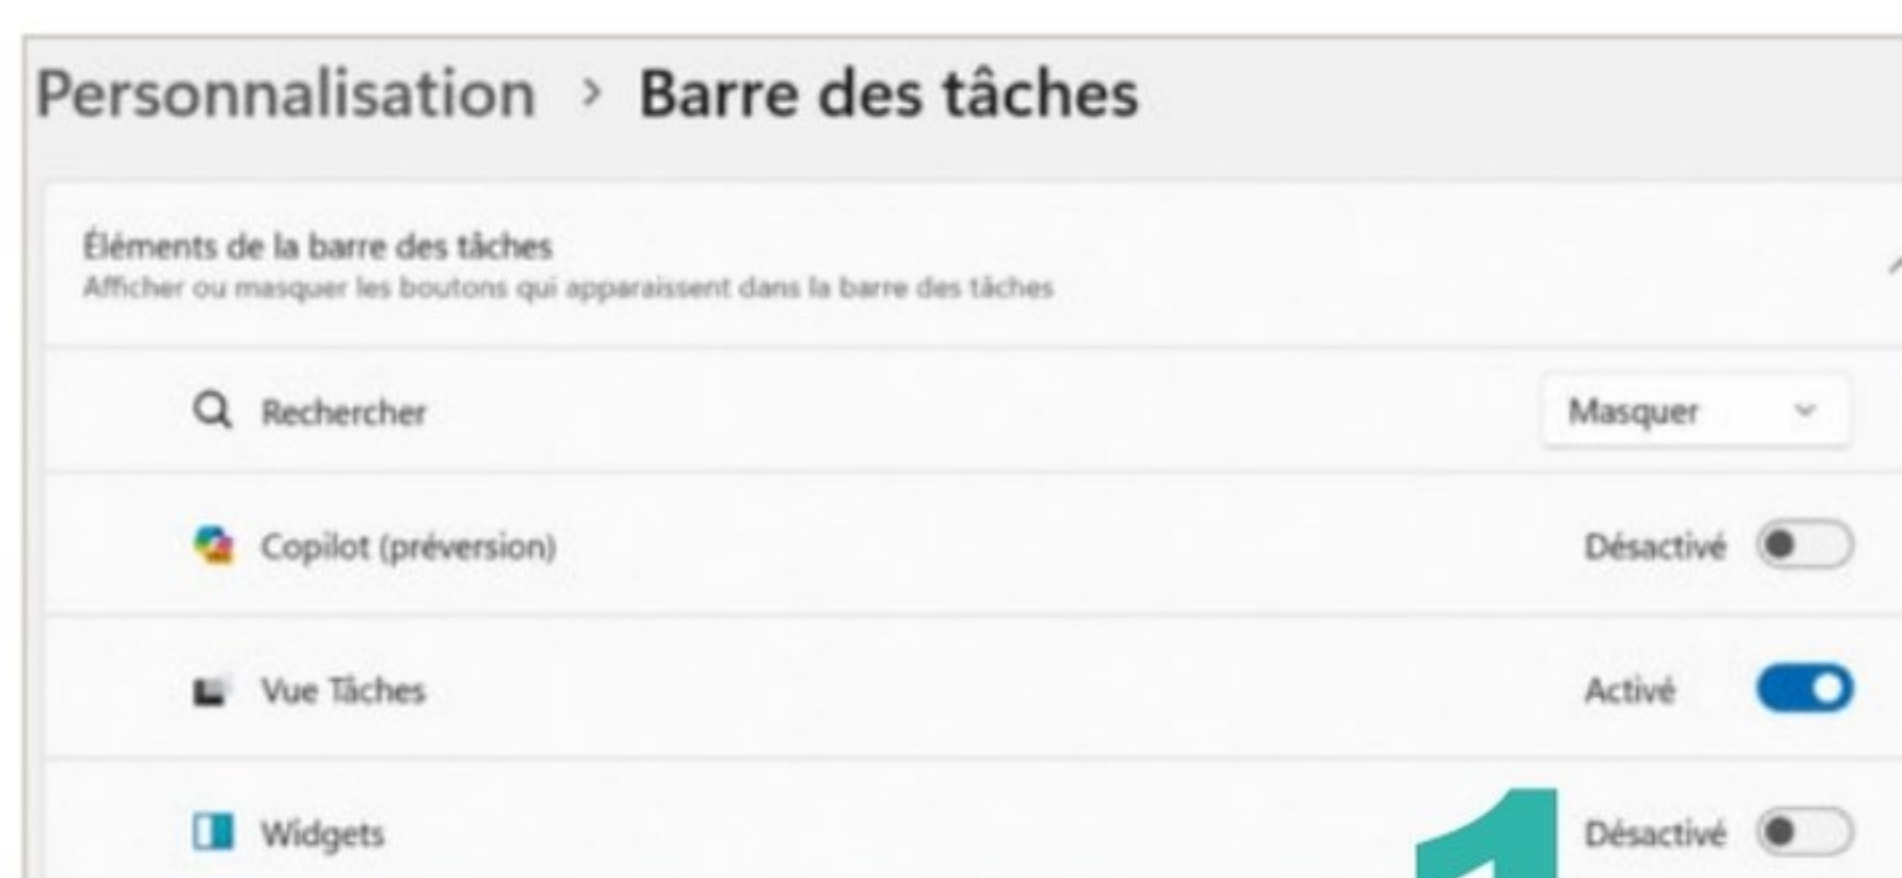 Personnalisation > Barre des tâches
Éléments de la barre des tâches
Afficher ou masquer les boutons qui apparaissent dans la barre des tâches
Rechercher Masquer
Copilot (préversion) Désactivé
Vue Tâches Activé
Widgets Désactivé
1